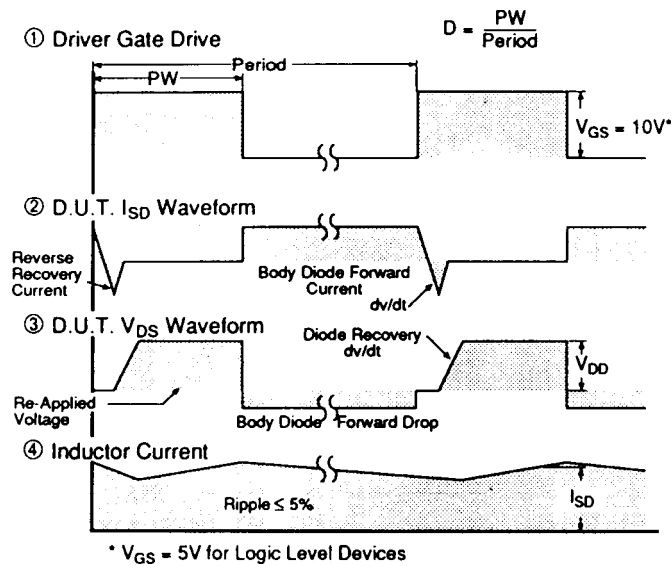 ① Driver Gate Drive
D = PW
Period
Period
PW
V_GS = 10V*
② D.U.T. I_SD Waveform
Reverse
Recovery
Current
Body Diode Forward
Current
dv/dt
③ D.U.T. V_DS Waveform
Diode Recovery
dv/dt
V_DD
Re-Applied
Voltage
Body Diode Forward Drop
④ Inductor Current
Ripple ≤ 5%
I_SD
* V_GS = 5V for Logic Level Devices